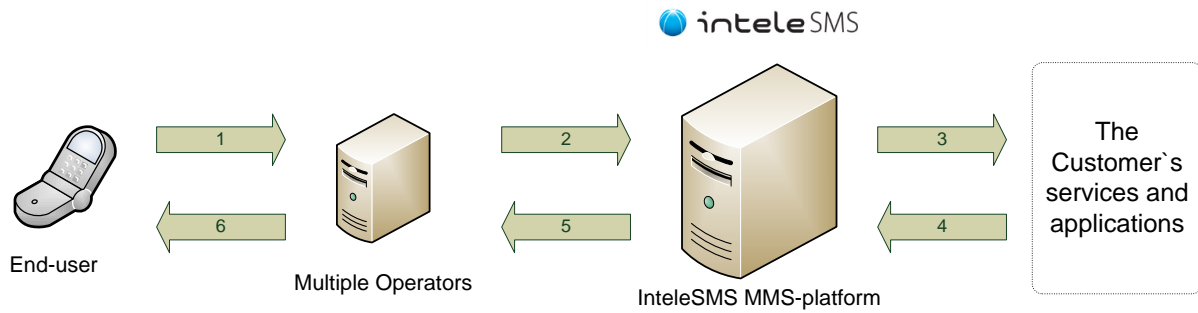 intele SMS
1
2
3
The
Customer`s
services and
applications
6
5
4
End-user
Multiple Operators
InteleSMS MMS-platform